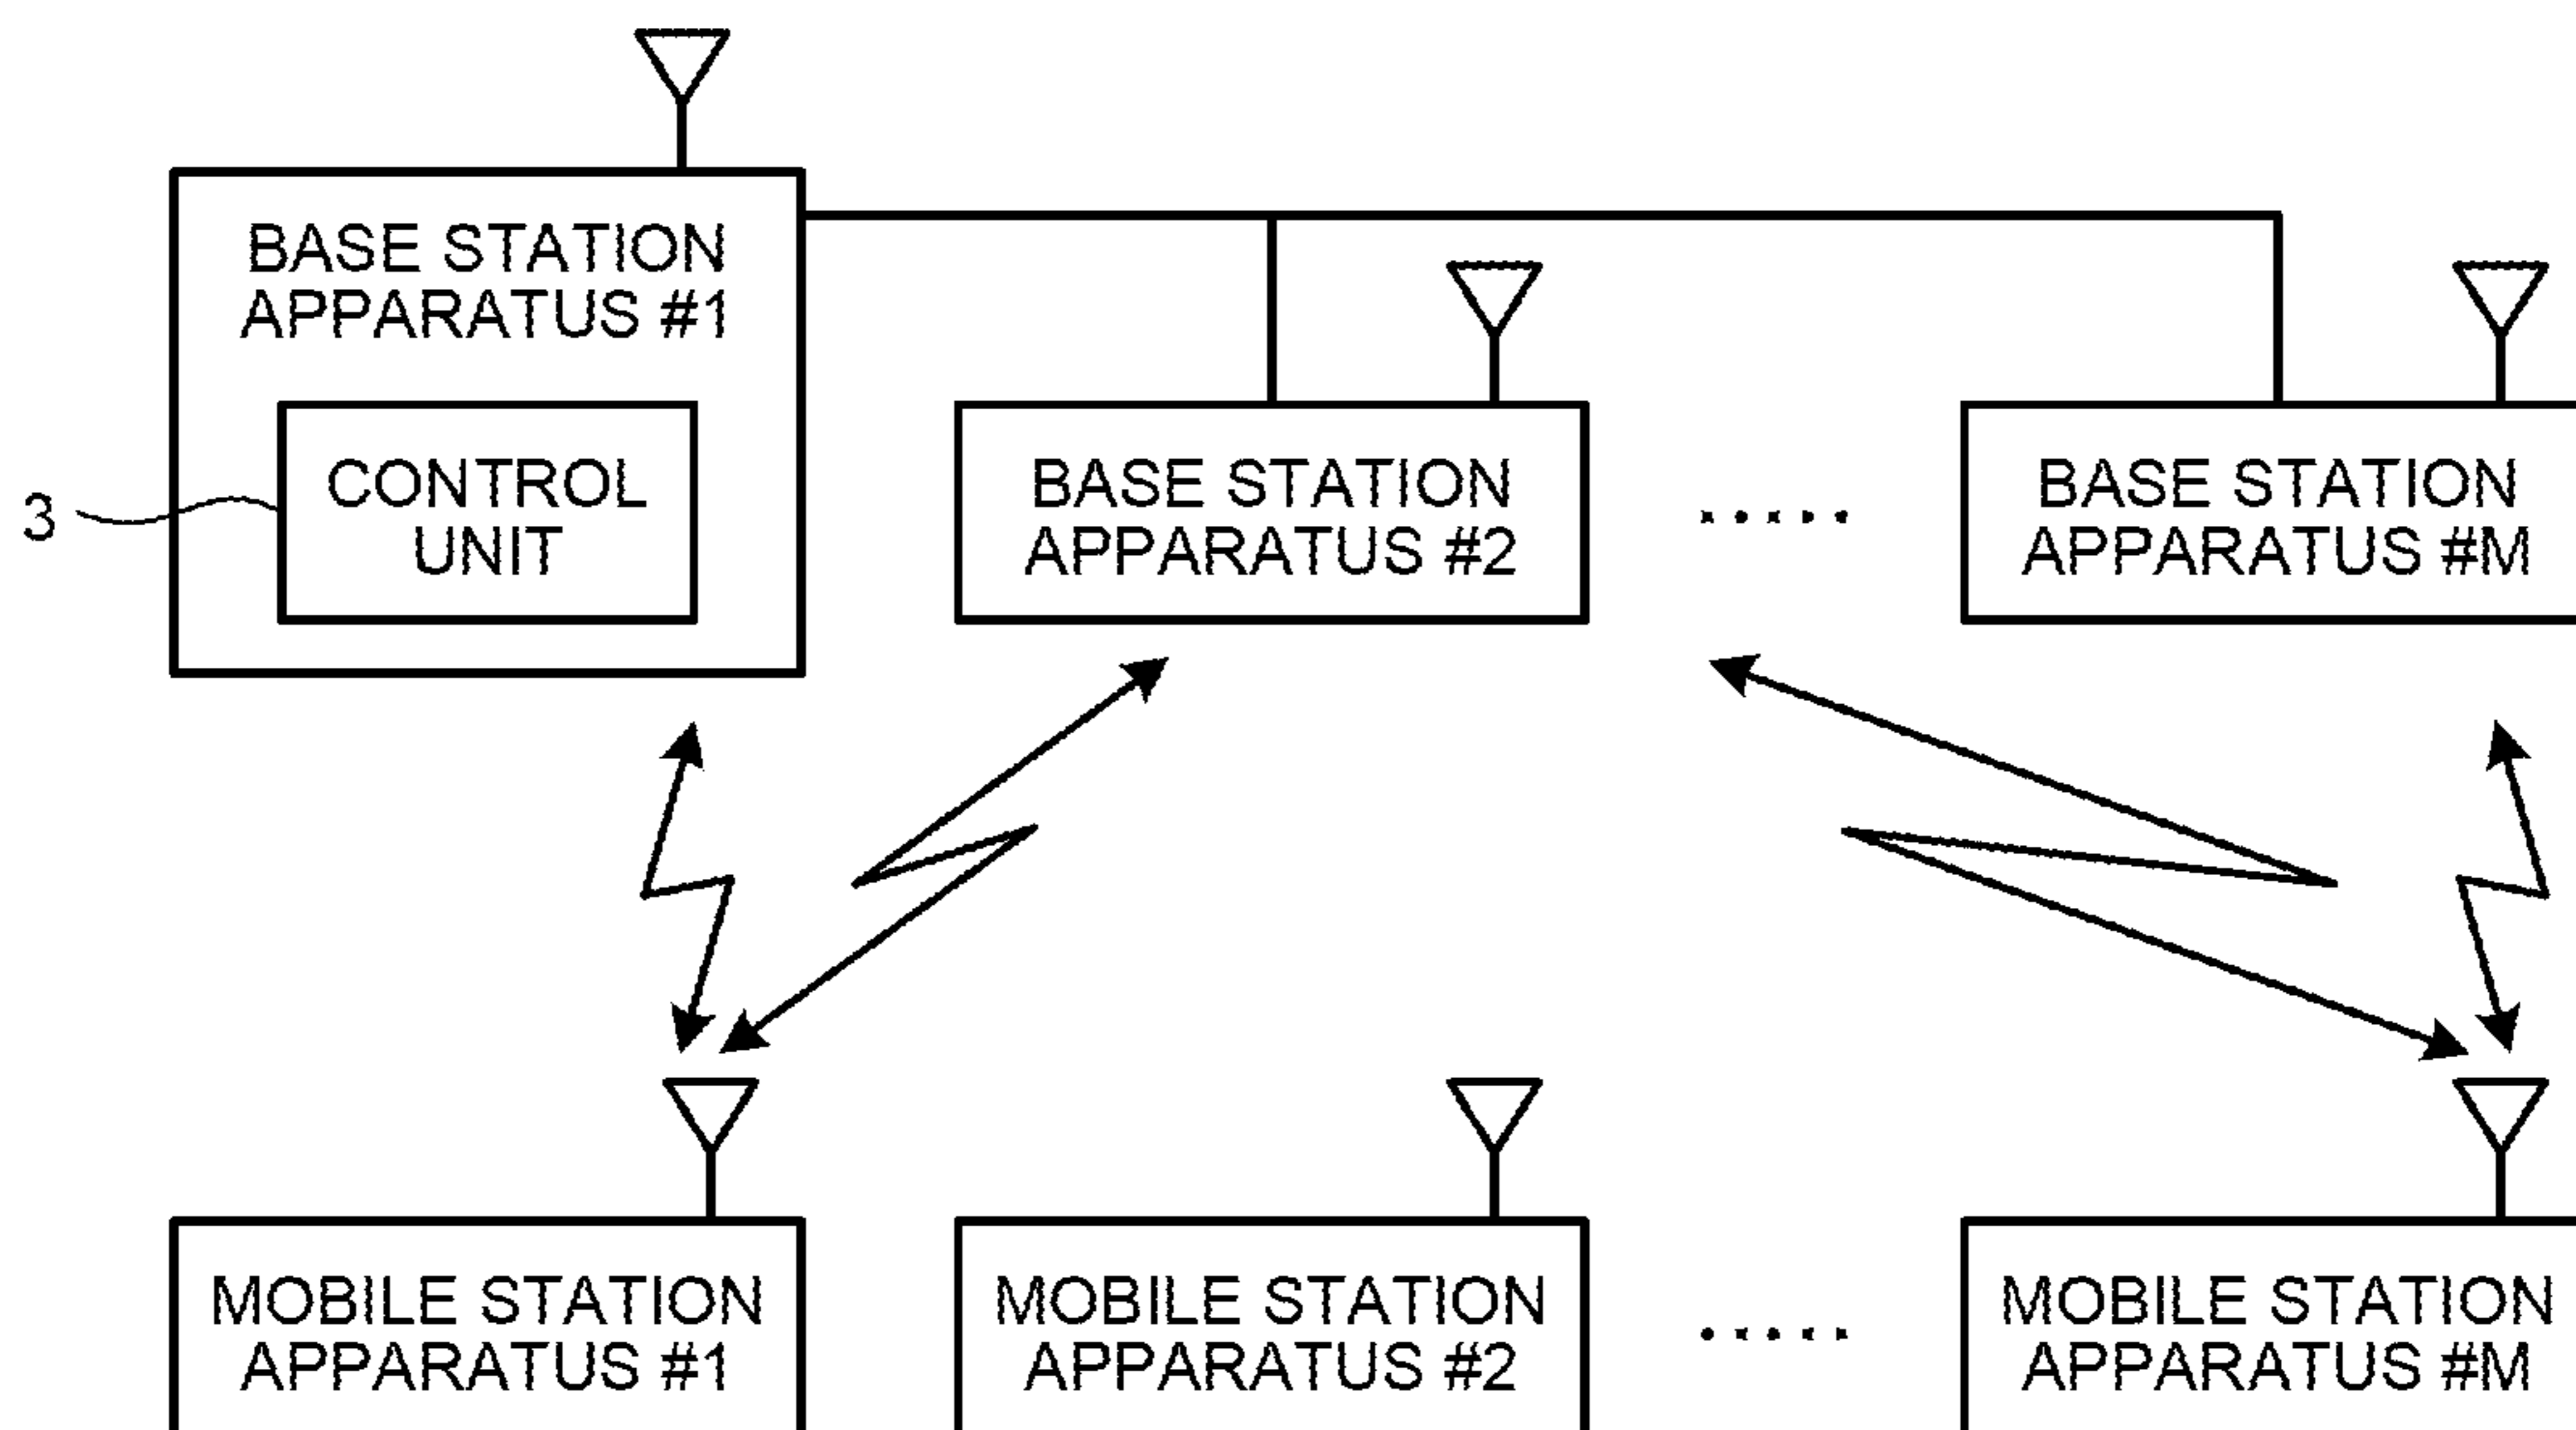 BASE STATION
APPARATUS #1
CONTROL
UNIT
3
BASE STATION
APPARATUS #2
.....
BASE STATION
APPARATUS #M
MOBILE STATION
APPARATUS #1
MOBILE STATION
APPARATUS #2
.....
MOBILE STATION
APPARATUS #M